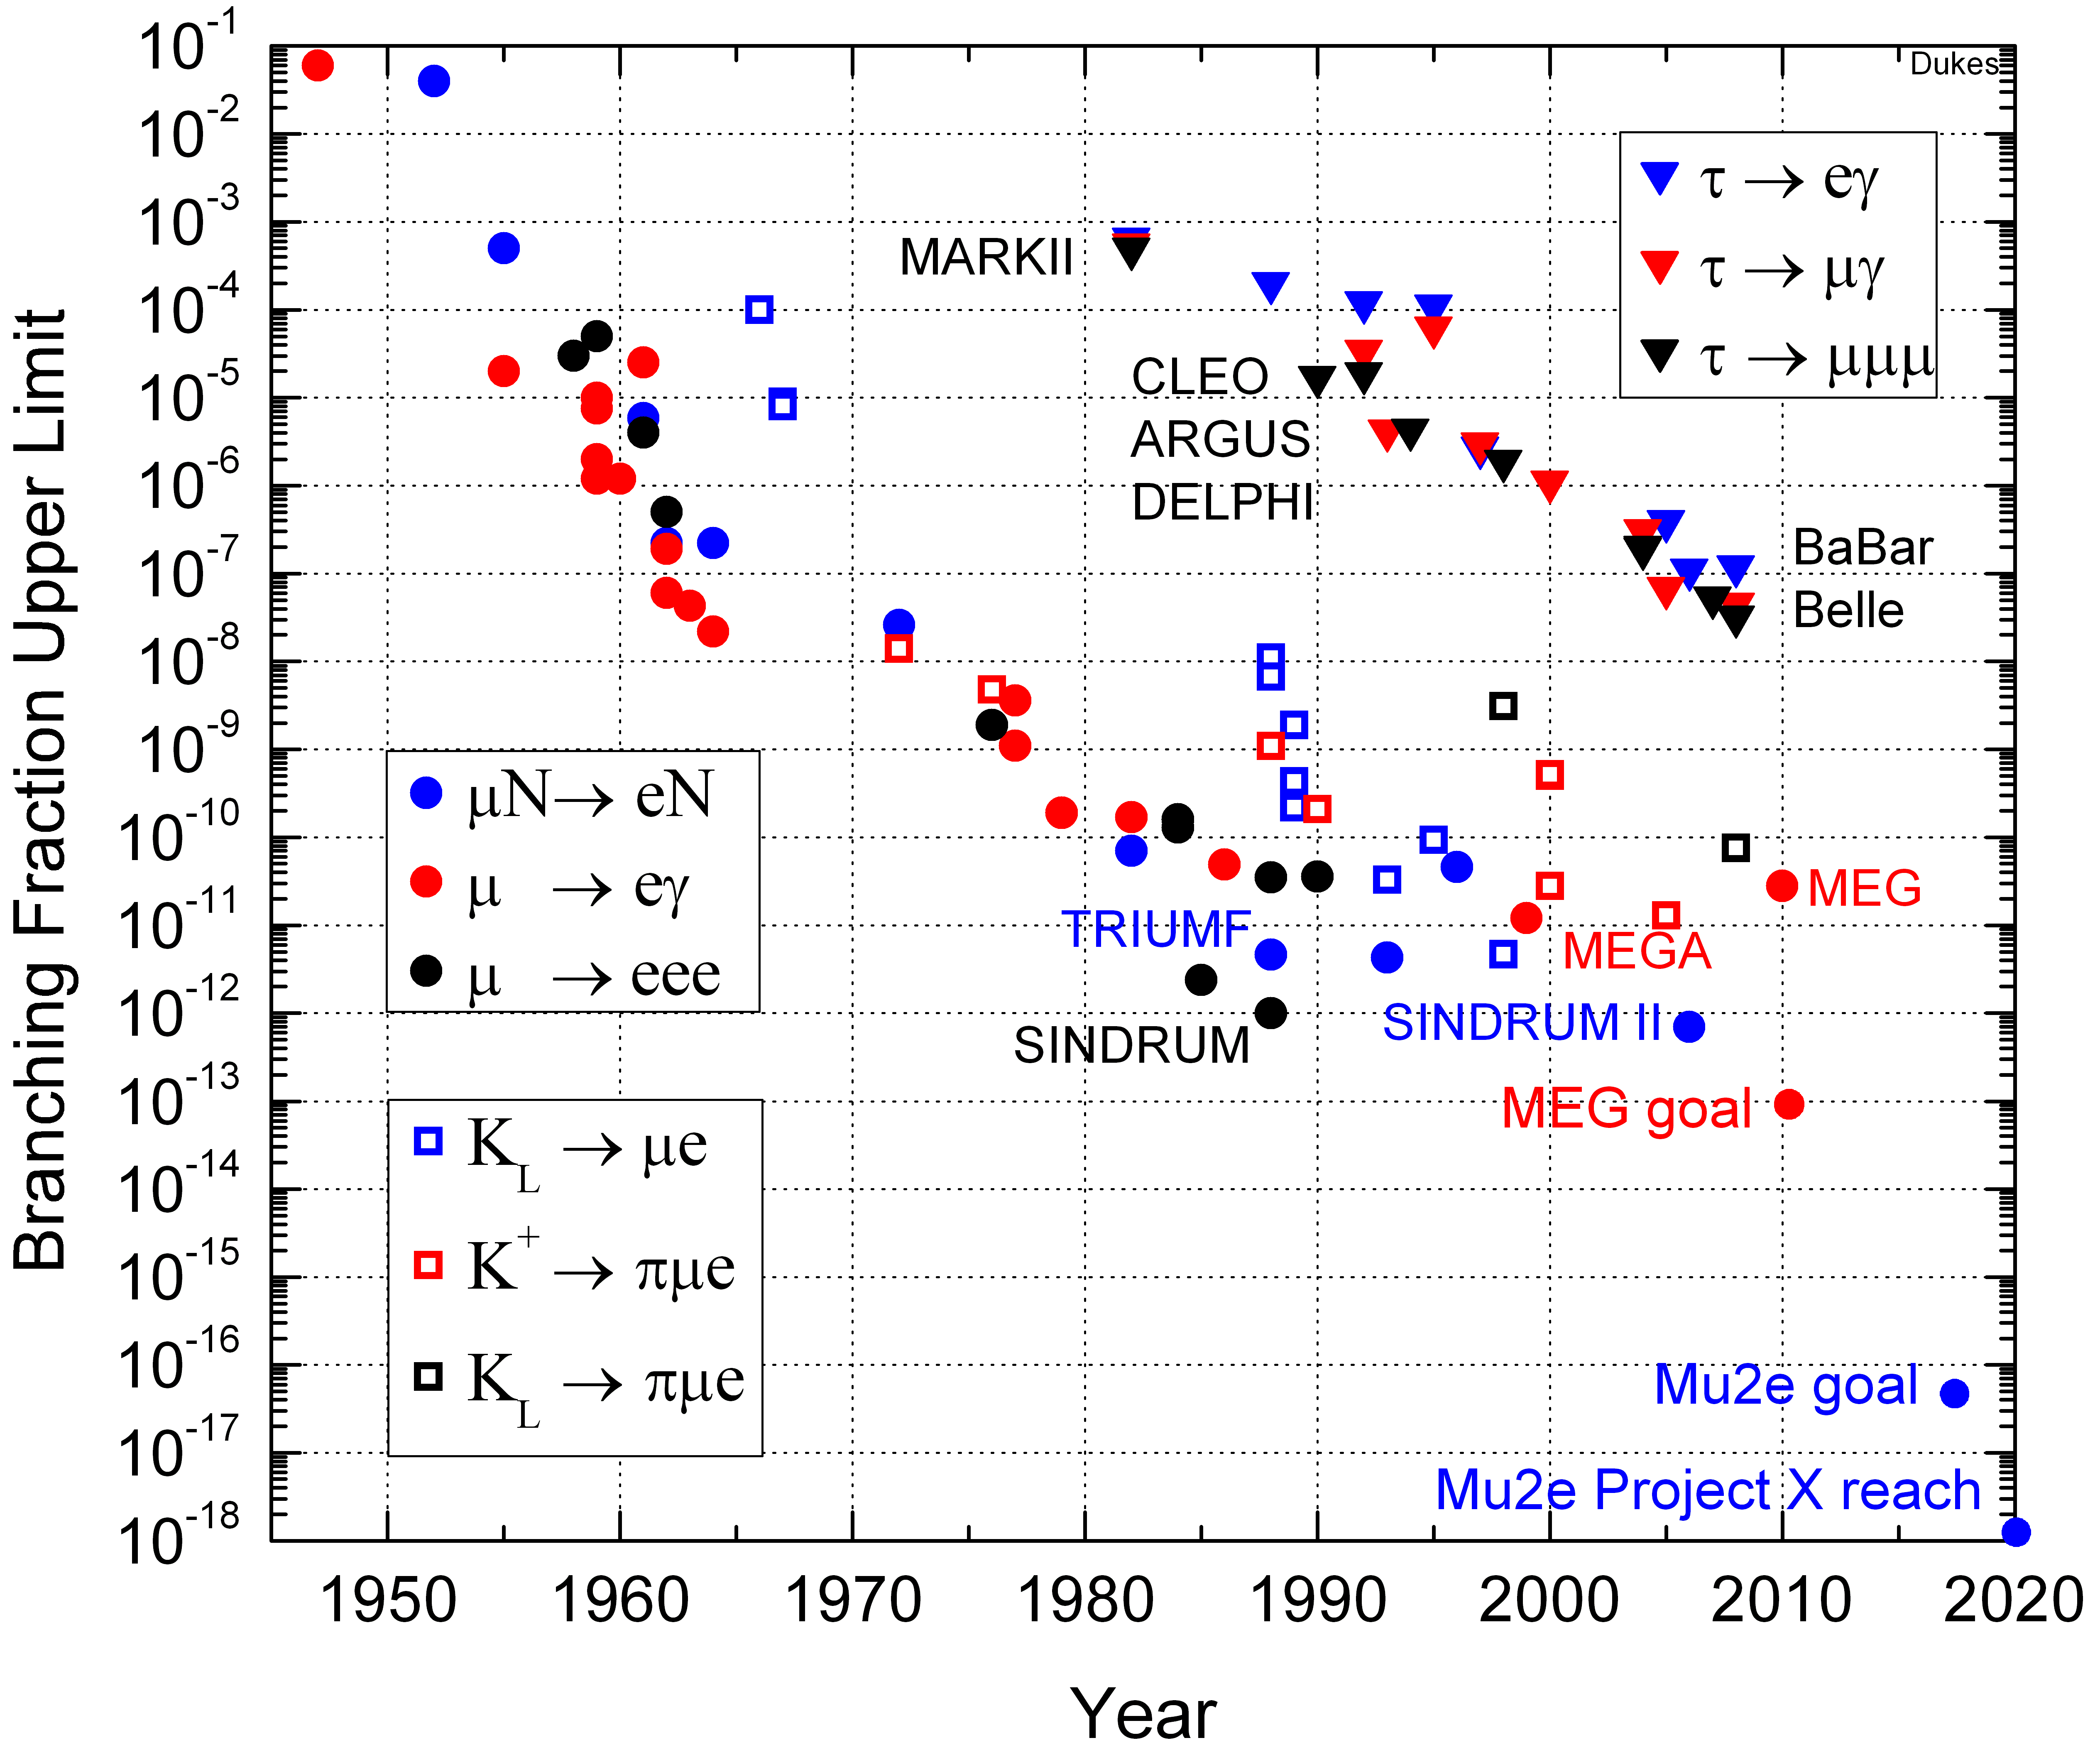 Branching Fraction Upper Limit
10^-1
10^-2
10^-3
10^-4
10^-5
10^-6
10^-7
10^-8
10^-9
10^-10
10^-11
10^-12
10^-13
10^-14
10^-15
10^-16
10^-17
10^-18
Dukes
τ → eγ
τ → μγ
τ → μμμ
MARKII
CLEO
ARGUS
DELPHI
BaBar
Belle
μN→ eN
μ → eγ
μ → eee
TRIUMF
MEG
MEGA
SINDRUM II
SINDRUM
MEG goal
K_L → μe
K^+ → πμe
K_L → πμe
Mu2e goal
Mu2e Project X reach
1950 1960 1970 1980 1990 2000 2010 2020
Year